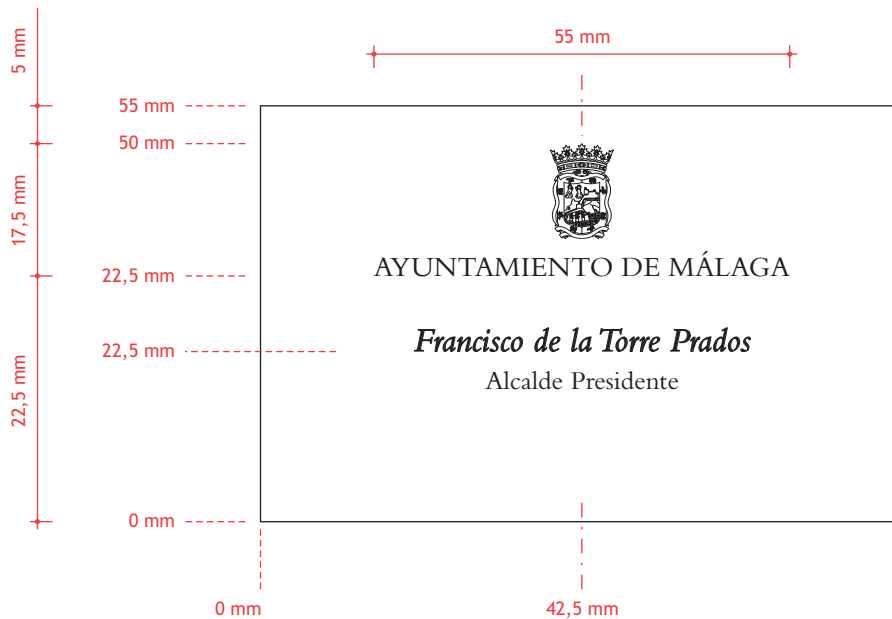 55 mm
5 mm
55 mm
50 mm
17,5 mm
22,5 mm
AYUNTAMIENTO DE MÁLAGA
22,5 mm
Francisco de la Torre Prados
Alcalde Presidente
22,5 mm
0 mm
0 mm
42,5 mm